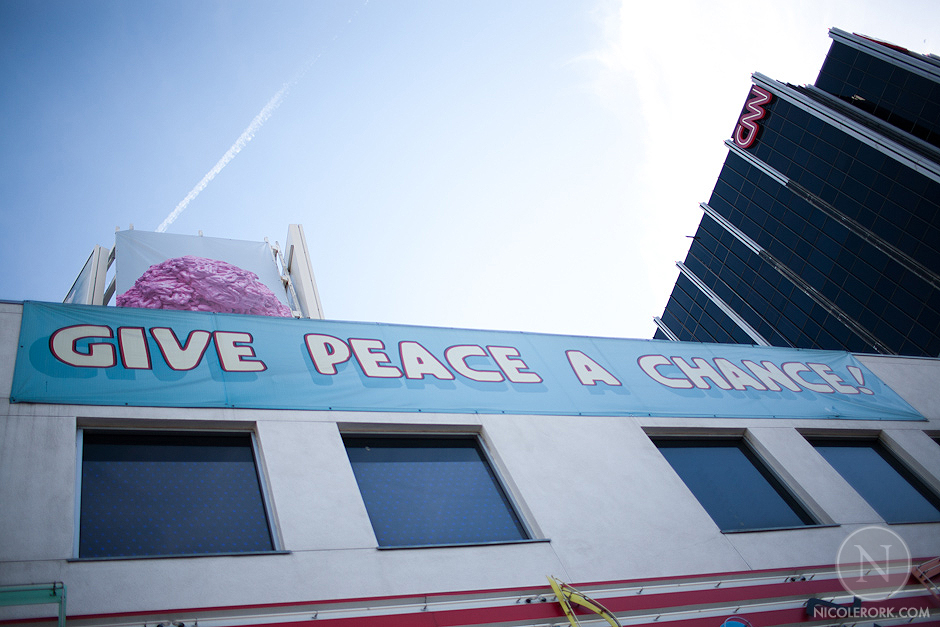 CNN
GIVE PEACE A CHANCE!
N
NICOLERORK.COM